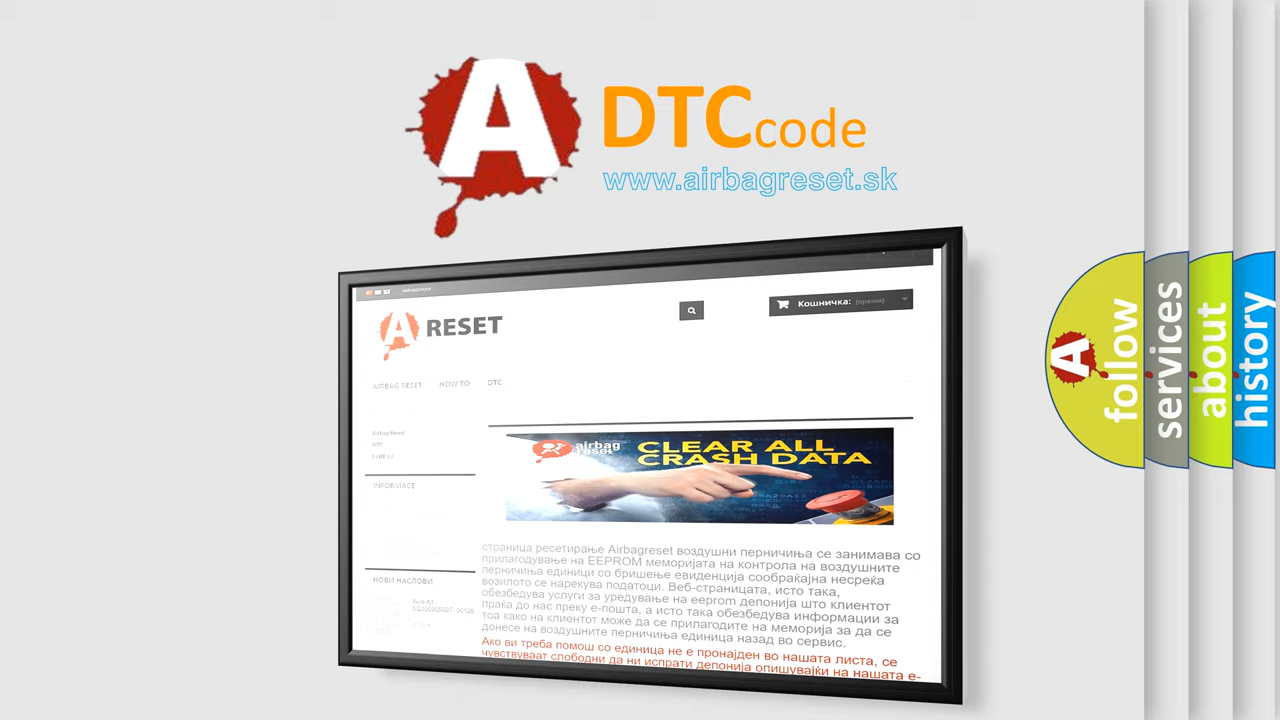 A
DTC code
www.airbagreset.sk
A RESET
Кошничка: (празна)
AIRBAG RESET
HOW TO
DTC
Airbag Reset
DTC
INFORMACE
НОВИ НАСЛОВИ
airbag
reset
CLEAR ALL
CRASH DATA
страница ресетирање Airbagreset воздушни перничиња се занимава со
прилагодување на EEPROM меморијата на контрола на воздушните
перничиња единици со бришење евиденција сообраќајна несреќа
возилото се нарекува податоци. Веб-страницата, исто така,
обезбедува услуги за уредување на eeprom депонија што клиентот
праќа до нас преку е-пошта, а исто така обезбедува информации за
тоа како на клиентот може да се прилагодите на меморија за да се
донесе на воздушните перничиња единица назад во сервис.
Ако ви треба помош со единица не е пронајден во нашата листа, се
чувствуваат слободни да ни испрати депонија опишувајќи на нашата е-
A
follow
services
about
history